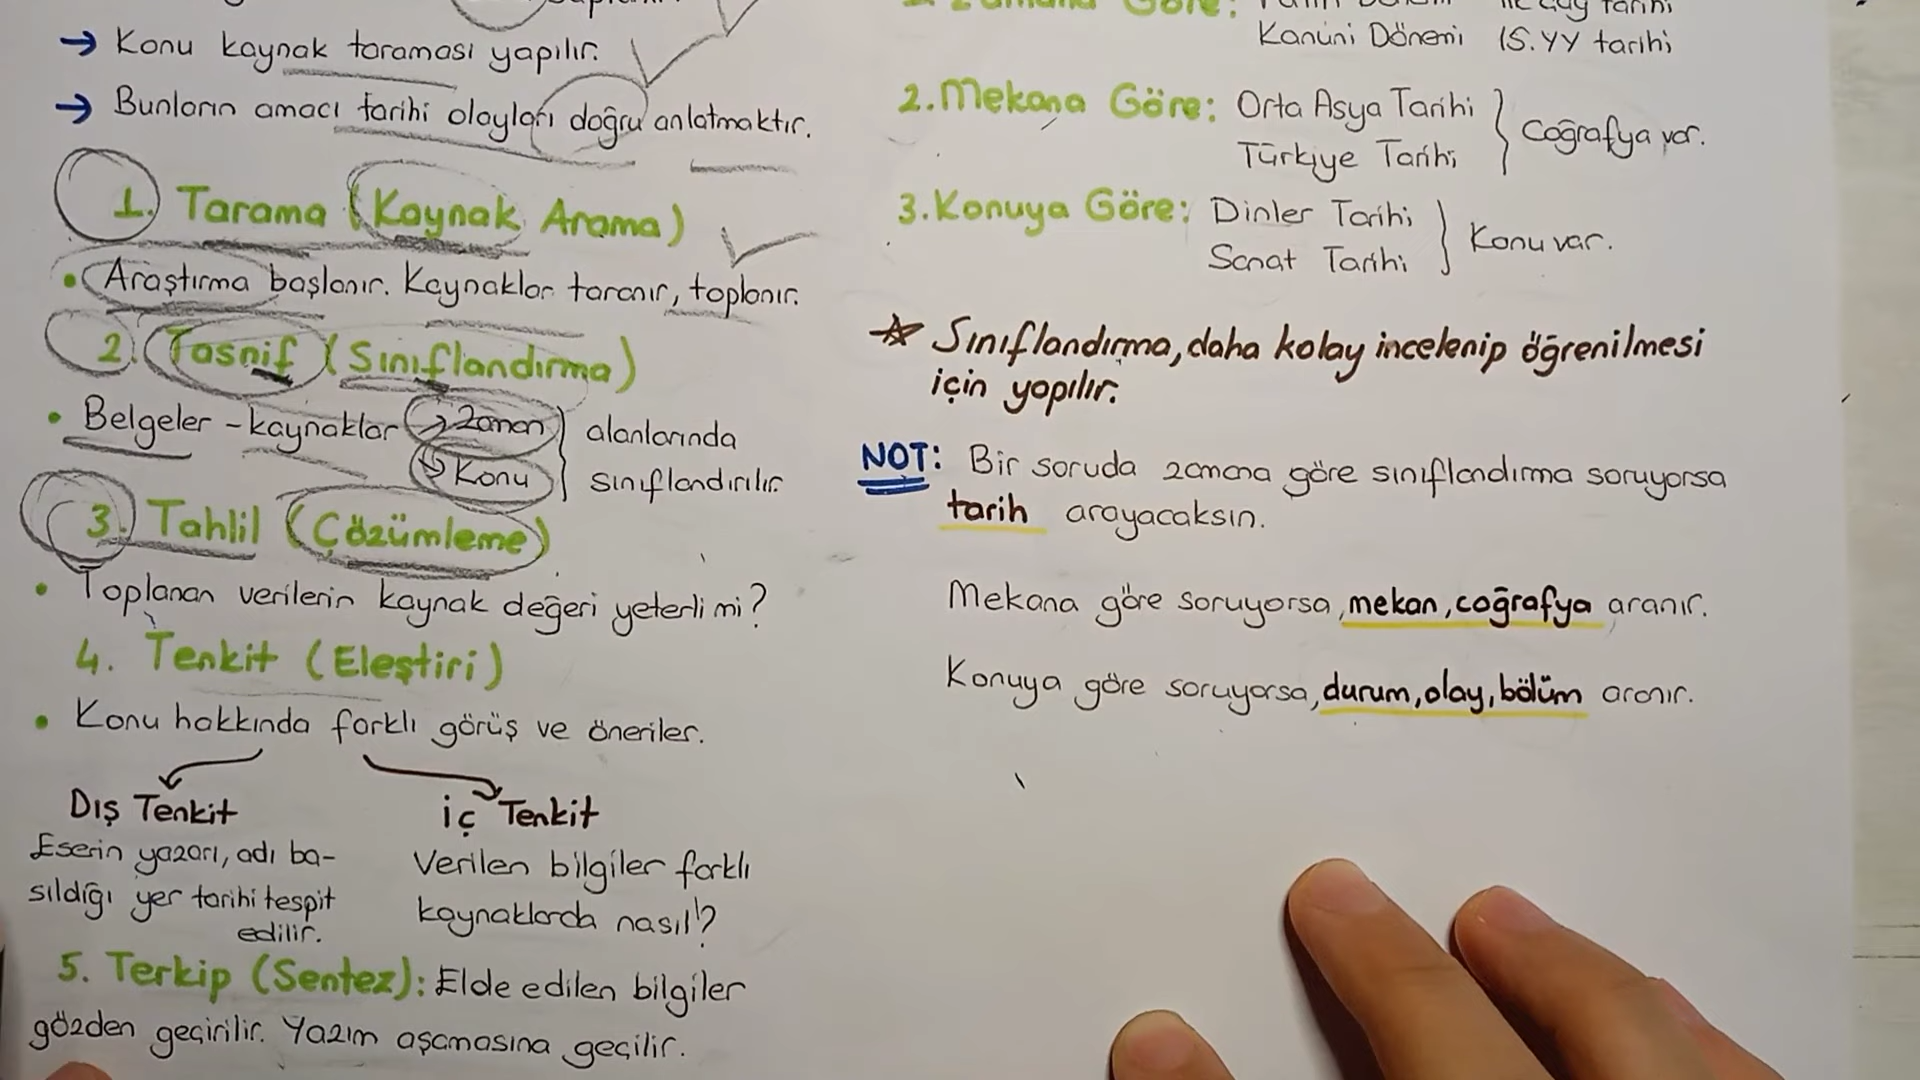 → Konu kaynak taraması yapılır.
→ Bunların amacı tarihi olayları doğru anlatmaktır.
1. Tarama (Kaynak Arama)
• Araştırma başlanır. Kaynaklar taranır, toplanır.
2. Tasnif (Sınıflandırma)
• Belgeler - kaynaklar → Zaman } alanlarında
→ Konu } sınıflandırılır.
3. Tahlil (Çözümleme)
• Toplanan verilerin kaynak değeri yeterli mi?
4. Tenkit (Eleştiri)
• Konu hakkında farklı görüş ve öneriler.
Dış Tenkit
Eserin yazarı, adı ba-
sıldığı yer tarihi tespit
edilir.
İç Tenkit
Verilen bilgiler farklı
kaynaklarda nasıl?
5. Terkip (Sentez): Elde edilen bilgiler
gözden geçirilir. Yazım aşamasına geçilir.
Göre:
Kanuni Dönemi 15.YY tarihi
2. Mekana Göre: Orta Asya Tarihi
Türkiye Tarihi } Coğrafya var.
3. Konuya Göre: Dinler Tarihi
Sanat Tarihi } Konu var.
☆ Sınıflandırma, daha kolay incelenip öğrenilmesi
için yapılır.
NOT: Bir soruda zamana göre sınıflandırma soruyorsa
tarih arayacaksın.
Mekana göre soruyorsa, mekan, coğrafya aranır.
Konuya göre soruyorsa, durum, olay, bölüm aranır.